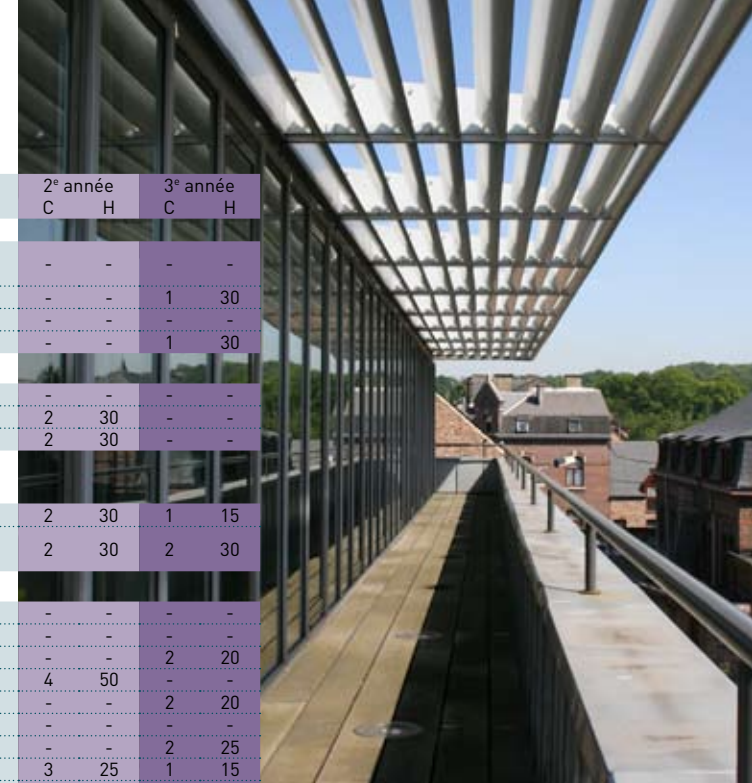 2e année 3e année
C H C H
- - - -
- - 1 30
- - - -
- - 1 30
- - - -
2 30 - -
2 30 - -
2 30 1 15
2 30 2 30
- - - -
- - - -
- - 2 20
4 50 - -
- - 2 20
- - - -
- - 2 25
3 25 1 15